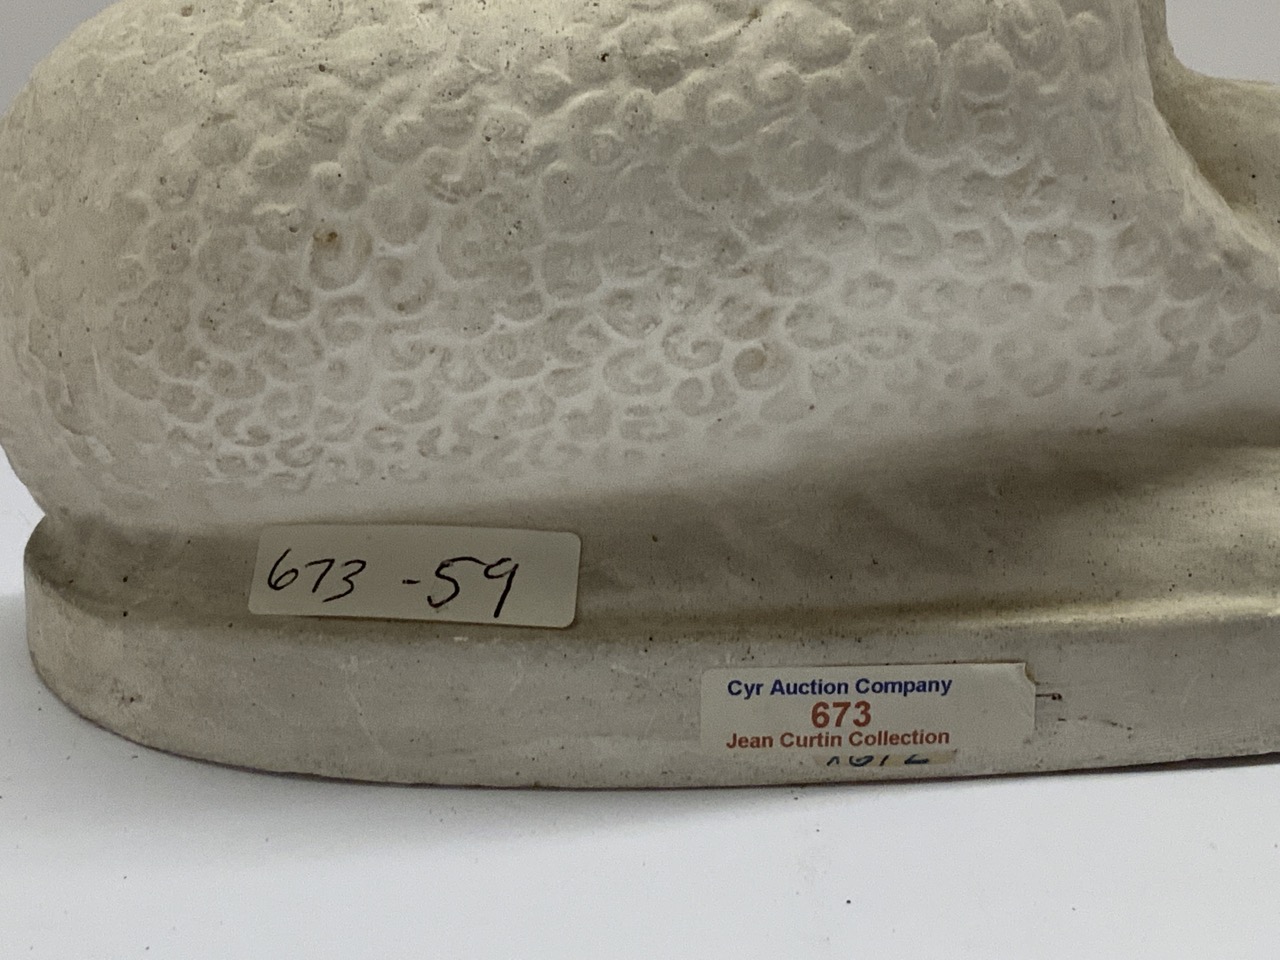 673 -59
Cyr Auction Company
673
Jean Curtin Collection